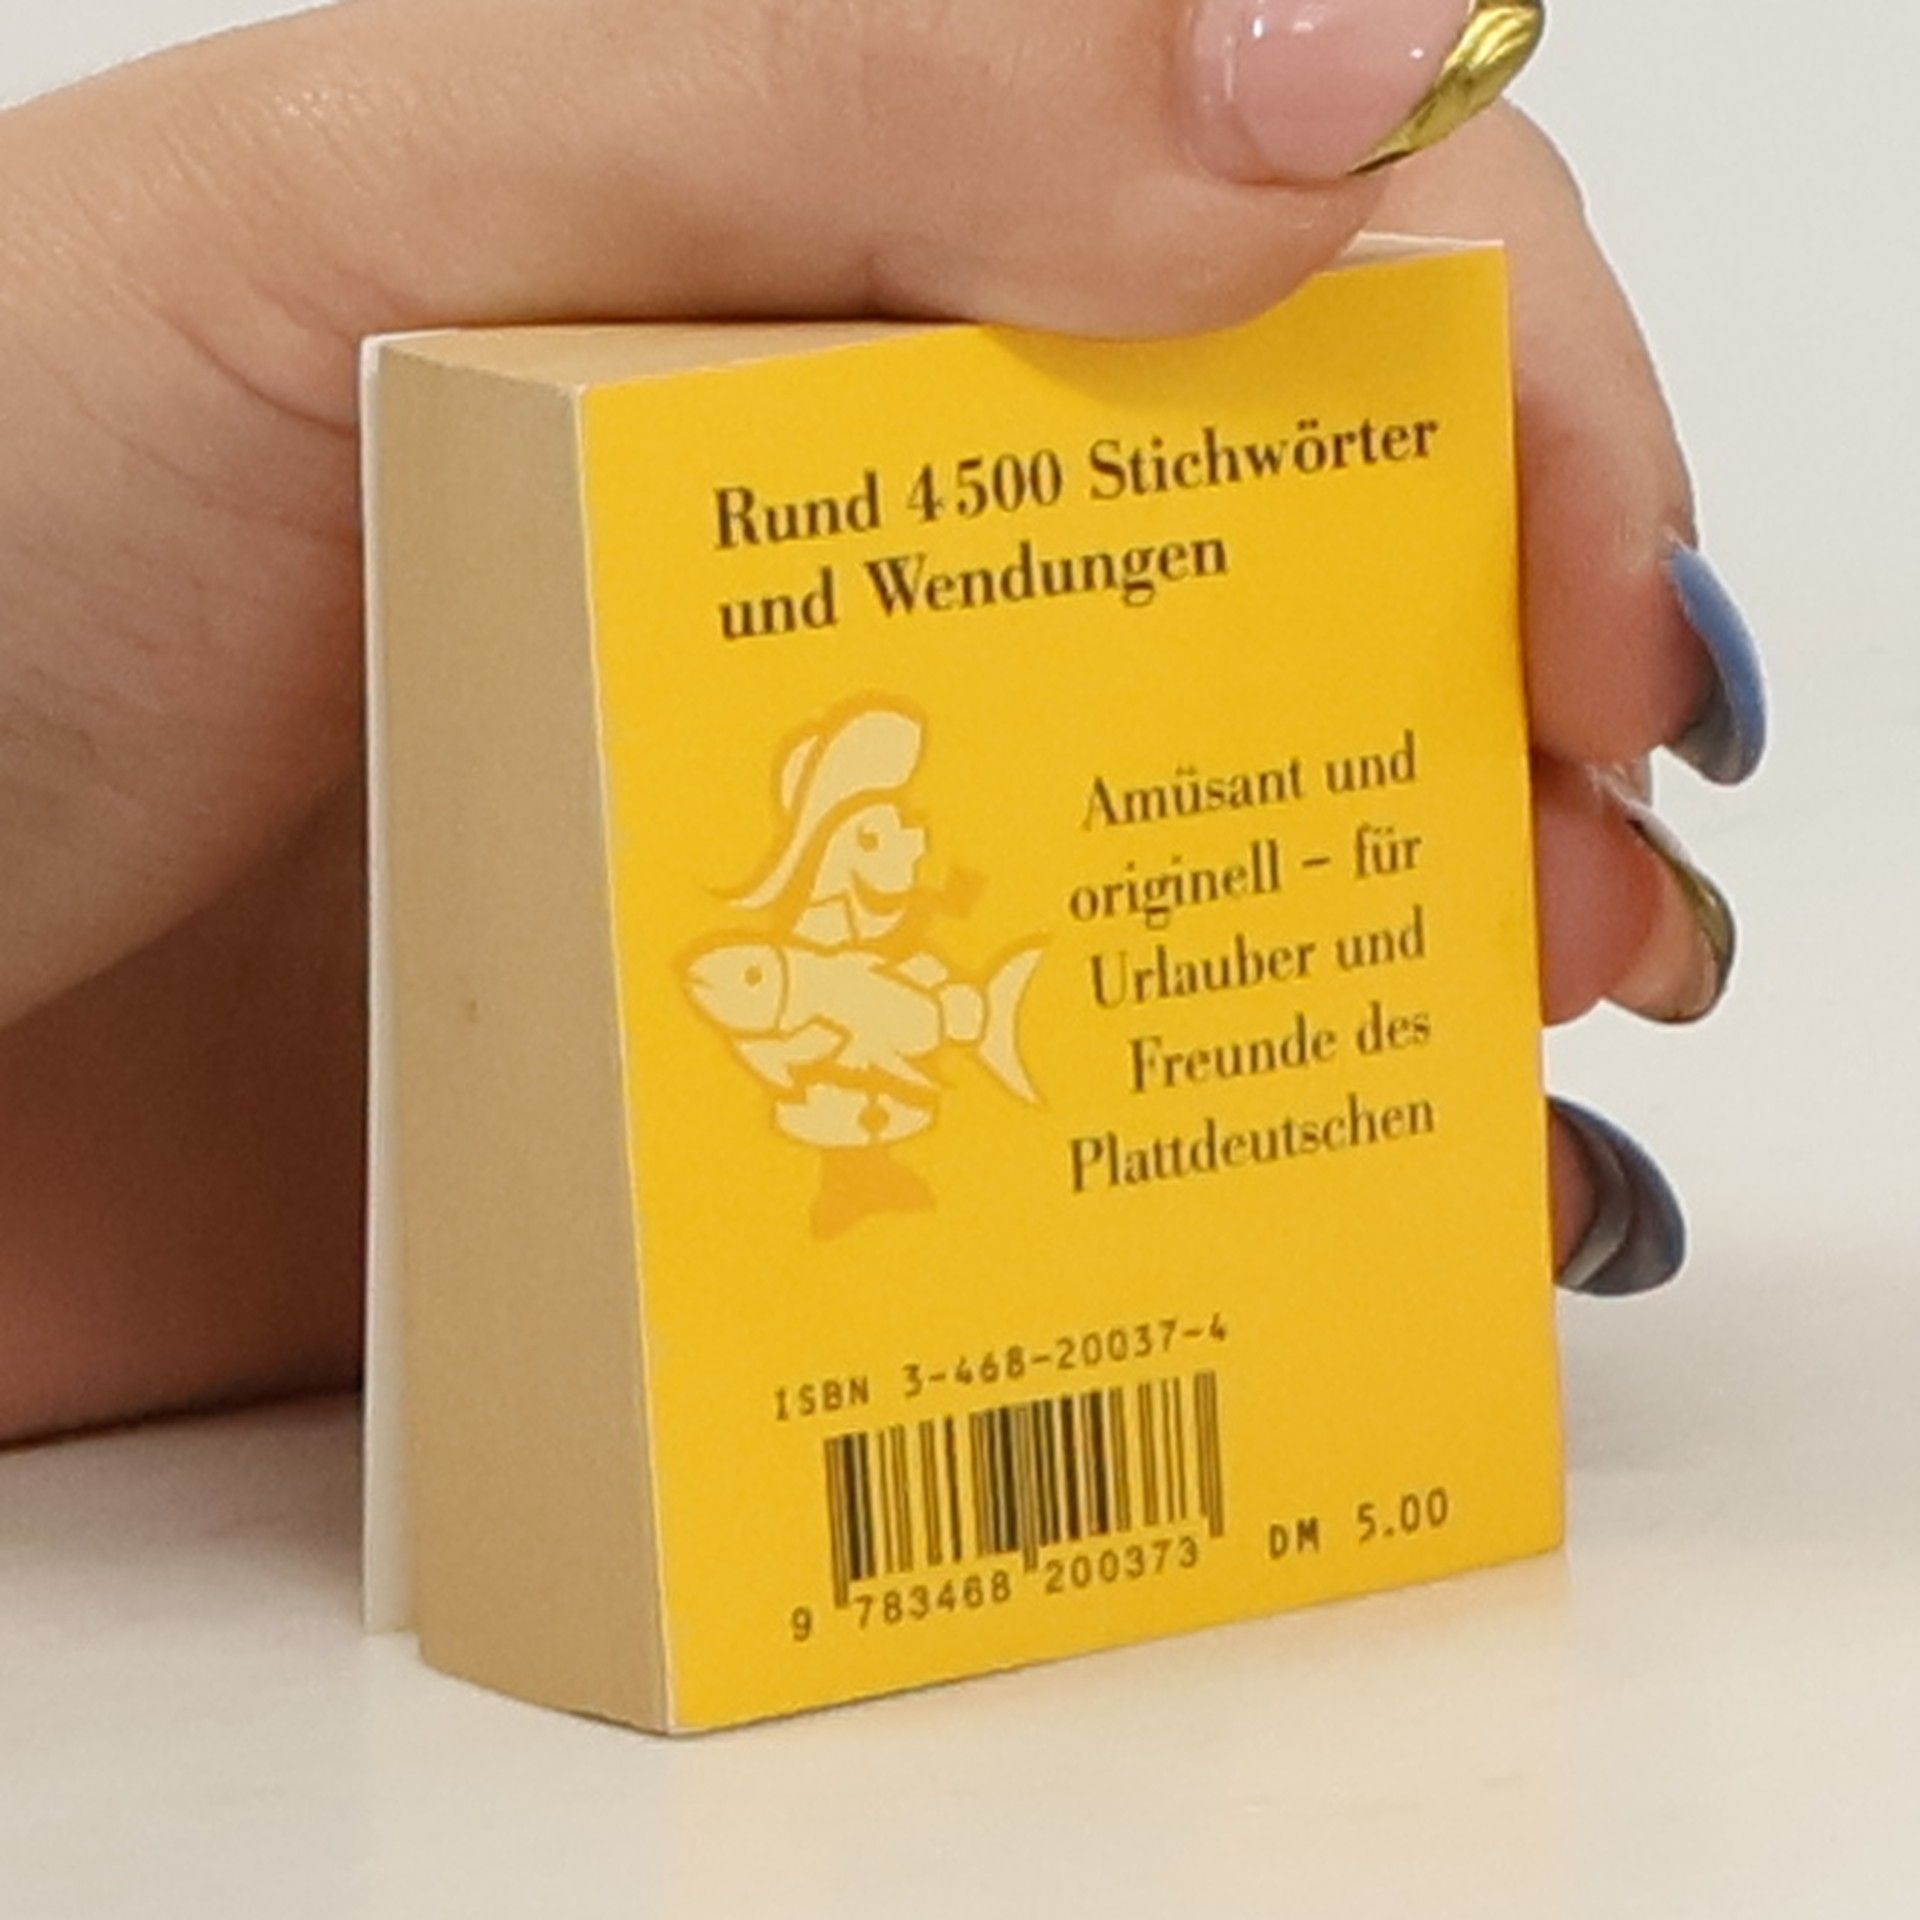 Rund 4500 Stichwörter
und Wendungen
Amüsant und
originell – für
Urlauber und
Freunde des
Plattdeutschen
ISBN 3-468-20037-4
9 783468 200373
DM 5.00